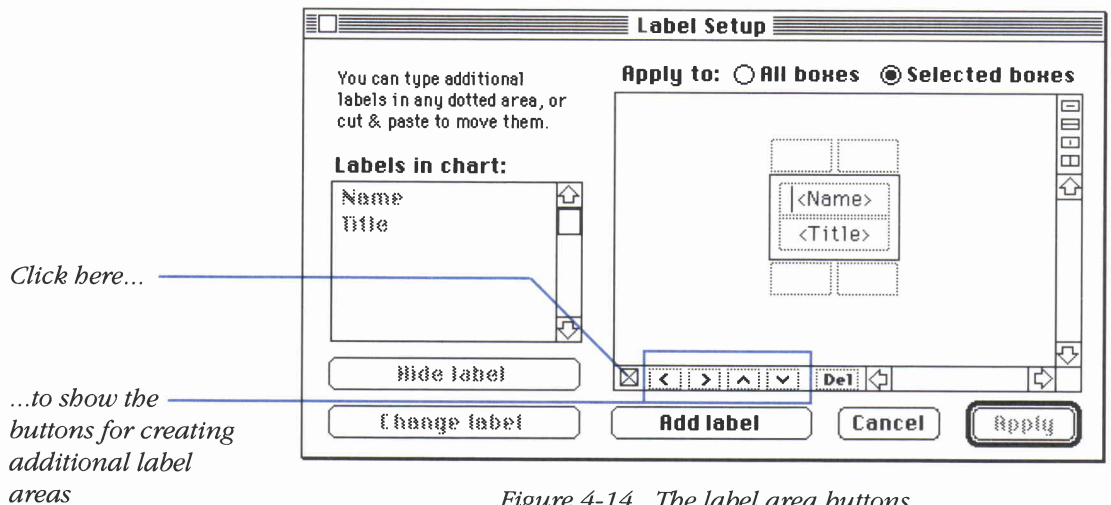 Label Setup
You can type additional
labels in any dotted area, or
cut & paste to move them.
Apply to: All boxes Selected boxes
Labels in chart:
Name
Title
<Name>
<Title>
Click here...
Hide label
< > ^ v Del
...to show the
buttons for creating
additional label
areas
Change label
Add label
Cancel
Apply
Figure 4-14 The label area buttons